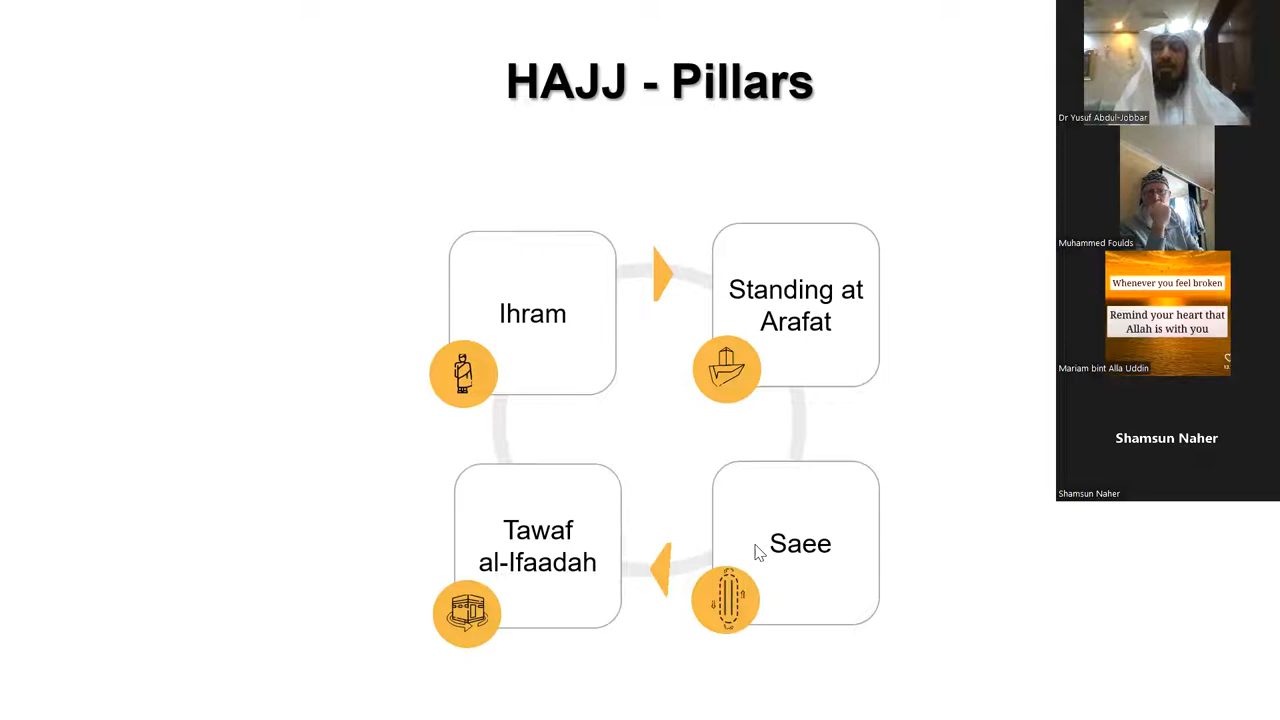 HAJJ - Pillars
Ihram
Standing at
Arafat
Tawaf
al-Ifaadah
Saee
Dr Yusuf Abdul-Jobbar
Muhammed Foulds
Whenever you feel broken
Remind your heart that
Allah is with you
Mariam bint Alla Uddin
Shamsun Naher
Shamsun Naher